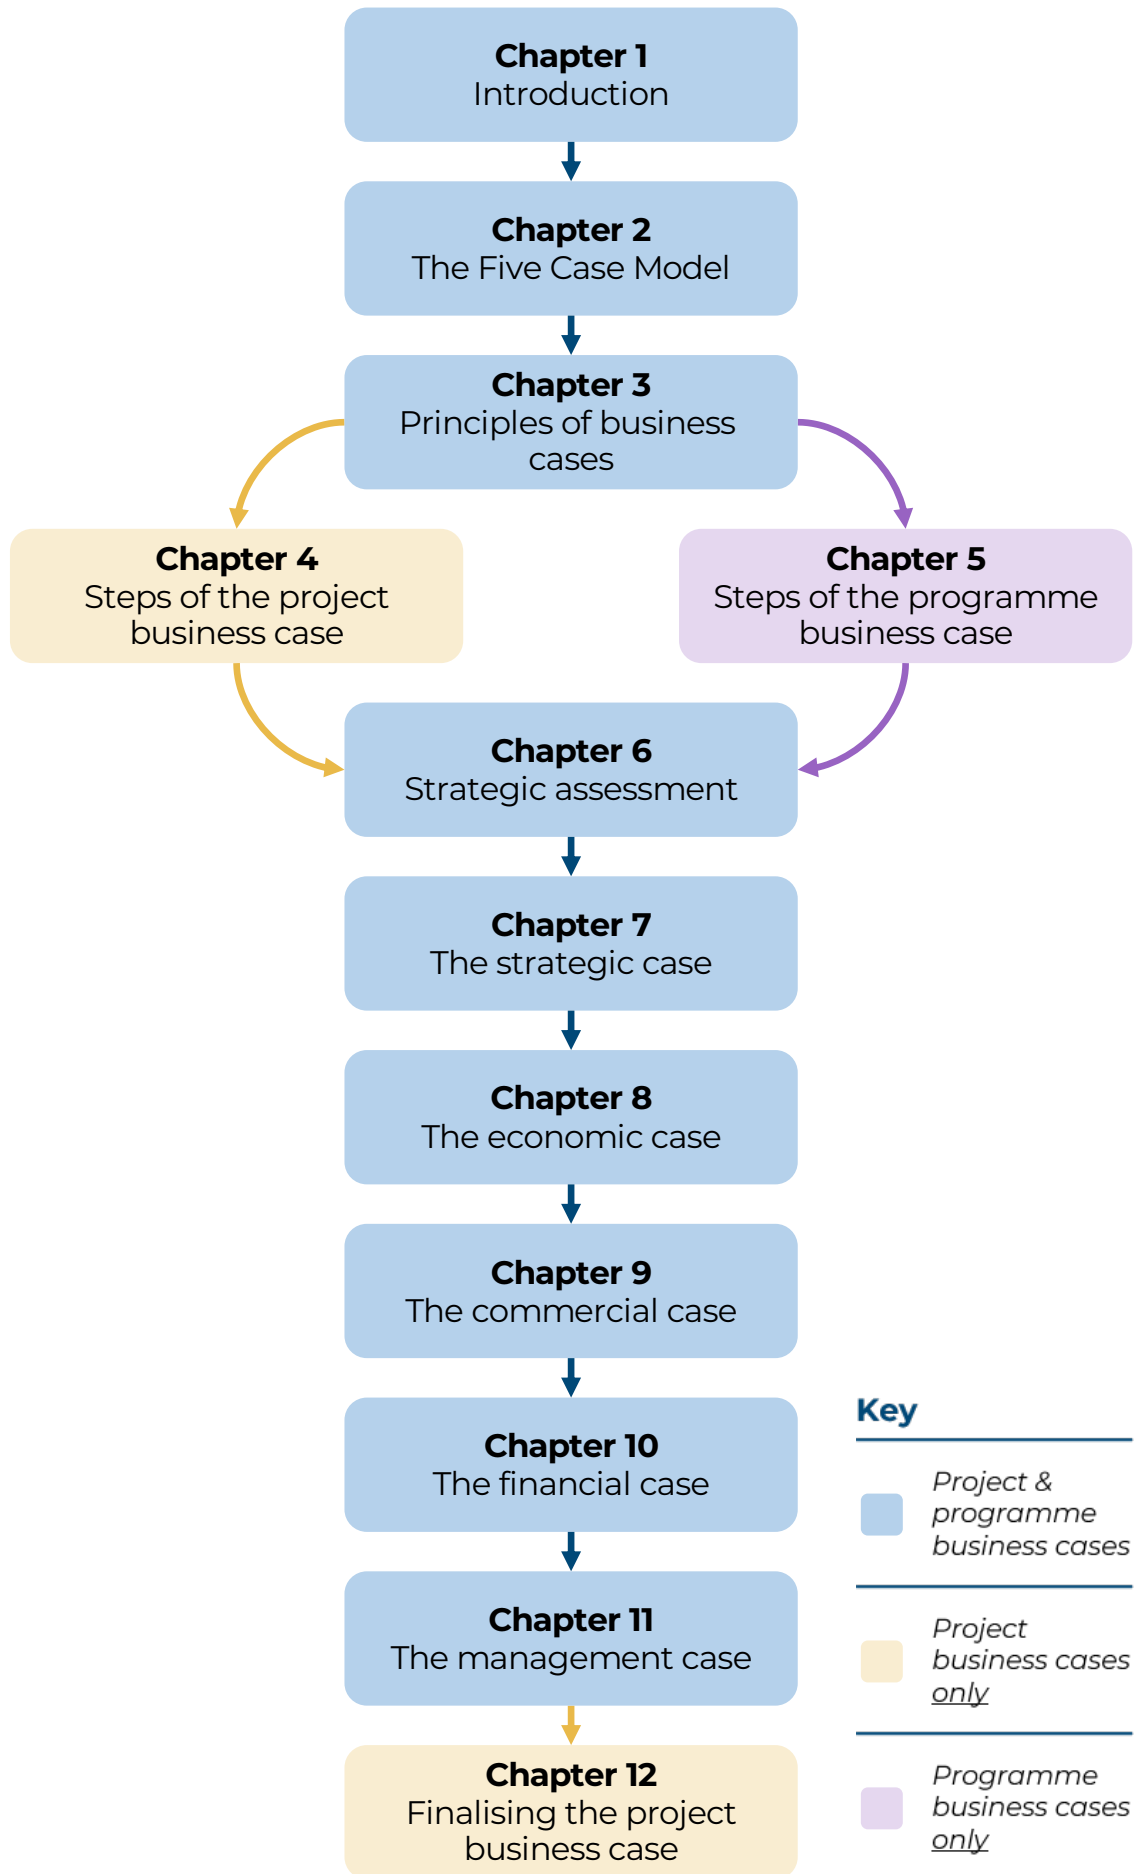 Chapter 1
Introduction
Chapter 2
The Five Case Model
Chapter 3
Principles of business
cases
Chapter 4
Steps of the project
business case
Chapter 5
Steps of the programme
business case
Chapter 6
Strategic assessment
Chapter 7
The strategic case
Chapter 8
The economic case
Chapter 9
The commercial case
Chapter 10
The financial case
Chapter 11
The management case
Chapter 12
Finalising the project
business case
Key
Project &
programme
business cases
Project
business cases
only
Programme
business cases
only